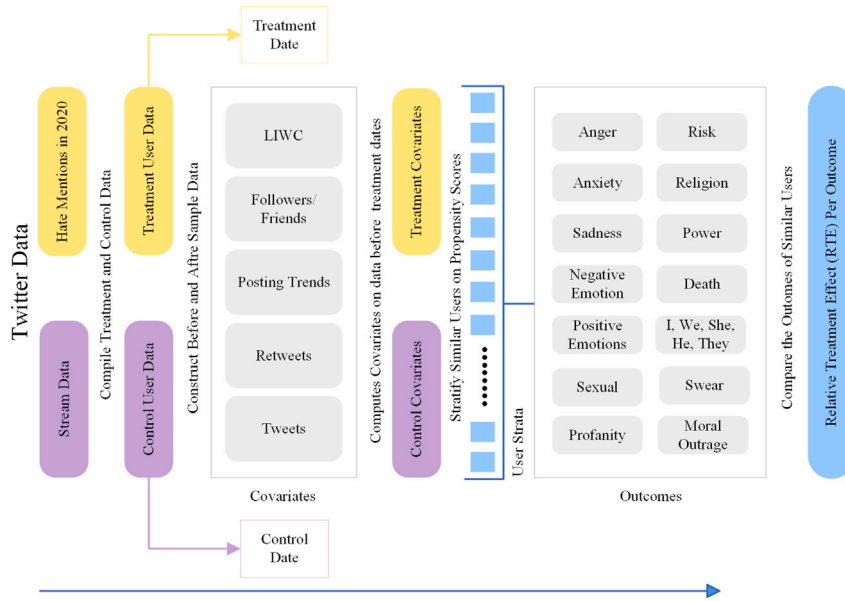 Treatment
Date
Twitter Data
Hate Mentions in 2020
Stream Data
Compile Treatment and Control Data
Treatment User Data
Control User Data
Construct Before and Aftre Sample Data
LIWC
Followers/
Friends
Posting Trends
Retweets
Tweets
Covariates
Computes Covariates on data before treatment dates
Treatment Covariates
Control Covariates
Stratify Similar Users on Propensity Scores
User Strata
Anger
Risk
Anxiety
Religion
Sadness
Power
Negative
Emotion
Death
Positive
Emotions
I, We, She,
He, They
Sexual
Swear
Profanity
Moral
Outrage
Outcomes
Compare the Outcomes of Similar Users
Relative Treatment Effect (RTE) Per Outcome
Control
Date